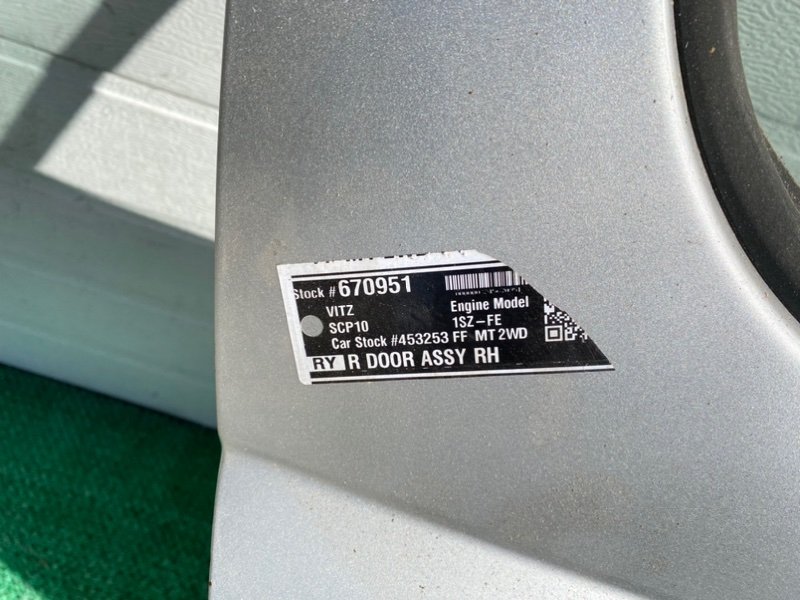 Stock # 670951
VITZ
Engine Model
SCP10
1SZ-FE
Car Stock #453253 FF MT 2WD
RY R DOOR ASSY RH